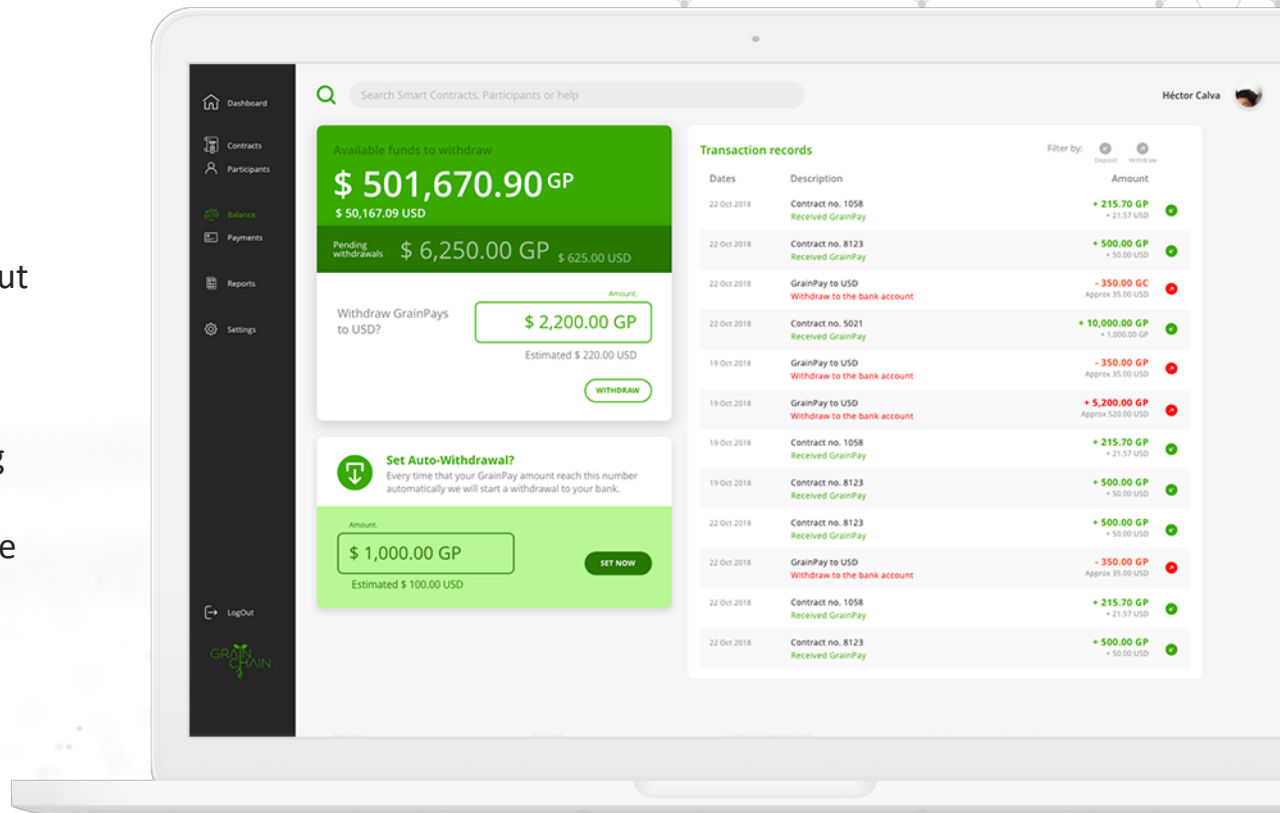 ut
g
e
Dashboard
Contracts
Participants
Balance
Payments
Reports
Settings
LogOut
GRAIN
CHAIN
Search Smart Contracts, Participants or help
Héctor Calva
Available funds to withdraw
$ 501,670.90 GP
$ 50,167.09 USD
Pending
withdrawals $ 6,250.00 GP $ 625.00 USD
Amount.
Withdraw GrainPays
to USD?
$ 2,200.00 GP
Estimated $ 220.00 USD
WITHDRAW
Set Auto-Withdrawal?
Every time that your GrainPay amount reach this number
automatically we will start a withdrawal to your bank.
Amount.
$ 1,000.00 GP
SET NOW
Estimated $ 100.00 USD
Transaction records
Filter by:
Deposit Withdraw
Dates Description Amount
22 Oct 2018 Contract no. 1058 + 215.70 GP
Received GrainPay + 21.57 USD
22 Oct 2018 Contract no. 8123 + 500.00 GP
Received GrainPay + 50.00 USD
22 Oct 2018 GrainPay to USD - 350.00 GC
Withdraw to the bank account Approx 35.00 USD
22 Oct 2018 Contract no. 5021 + 10,000.00 GP
Received GrainPay + 1,000.00 GP
19 Oct 2018 GrainPay to USD - 350.00 GP
Withdraw to the bank account Approx 35.00 USD
19 Oct 2018 GrainPay to USD + 5,200.00 GP
Withdraw to the bank account Approx 520.00 USD
19 Oct 2018 Contract no. 1058 + 215.70 GP
Received GrainPay + 21.57 USD
19 Oct 2018 Contract no. 8123 + 500.00 GP
Received GrainPay + 50.00 USD
22 Oct 2018 Contract no. 8123 + 500.00 GP
Received GrainPay + 50.00 USD
22 Oct 2018 GrainPay to USD - 350.00 GP
Withdraw to the bank account Approx 35.00 USD
22 Oct 2018 Contract no. 1058 + 215.70 GP
Received GrainPay + 21.57 USD
22 Oct 2018 Contract no. 8123 + 500.00 GP
Received GrainPay + 50.00 USD